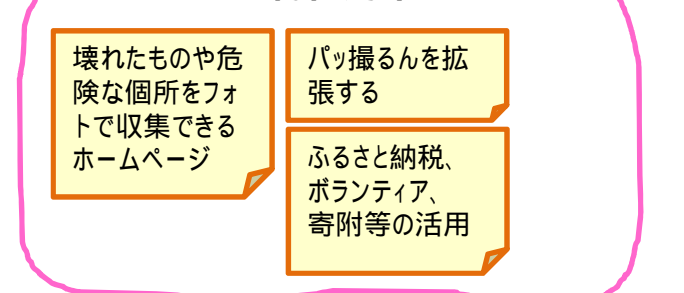 壊れたものや危
険な個所をフォ
トで収集できる
ホームページ
パッ撮るんを拡
張する
ふるさと納税、
ボランティア、
寄附等の活用